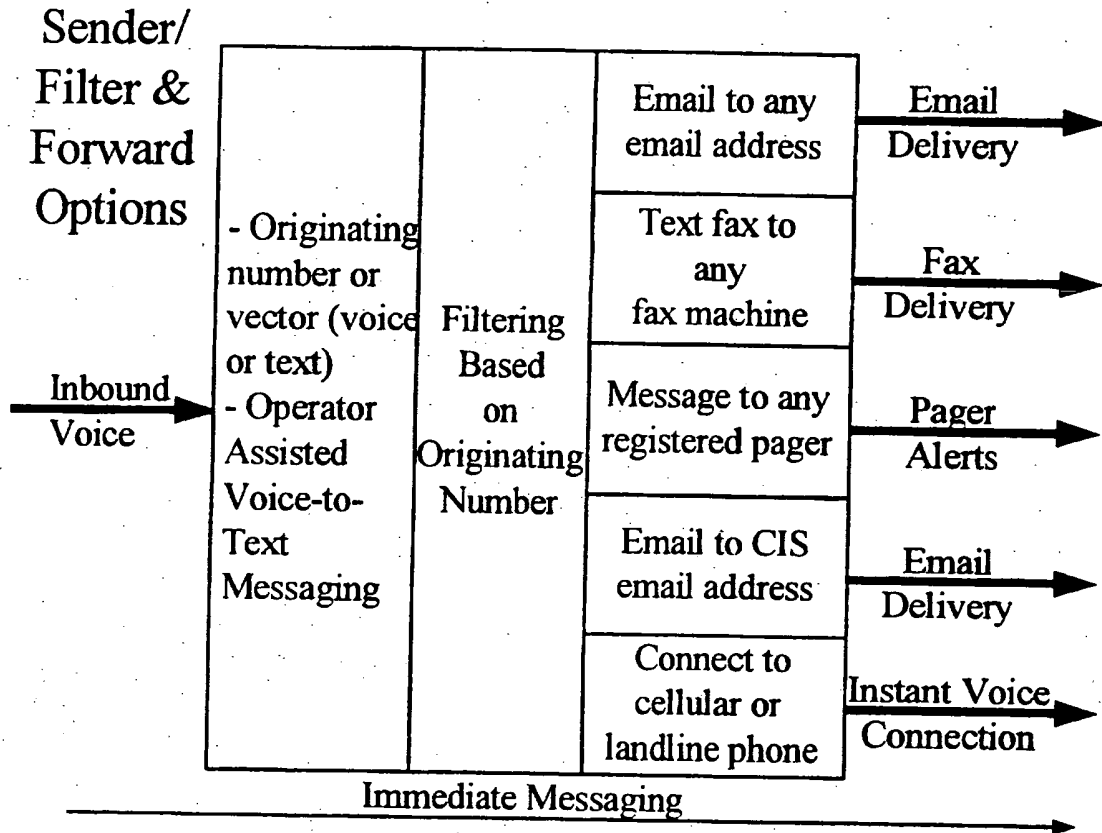 Sender/
Filter &
Forward
Options
Inbound
Voice
- Originating
number or
vector (voice
or text)
- Operator
Assisted
Voice-to-
Text
Messaging
Filtering
Based
on
Originating
Number
Email to any
email address
Text fax to
any
fax machine
Message to any
registered pager
Email to CIS
email address
Connect to
cellular or
landline phone
Email
Delivery
Fax
Delivery
Pager
Alerts
Email
Delivery
Instant Voice
Connection
Immediate Messaging